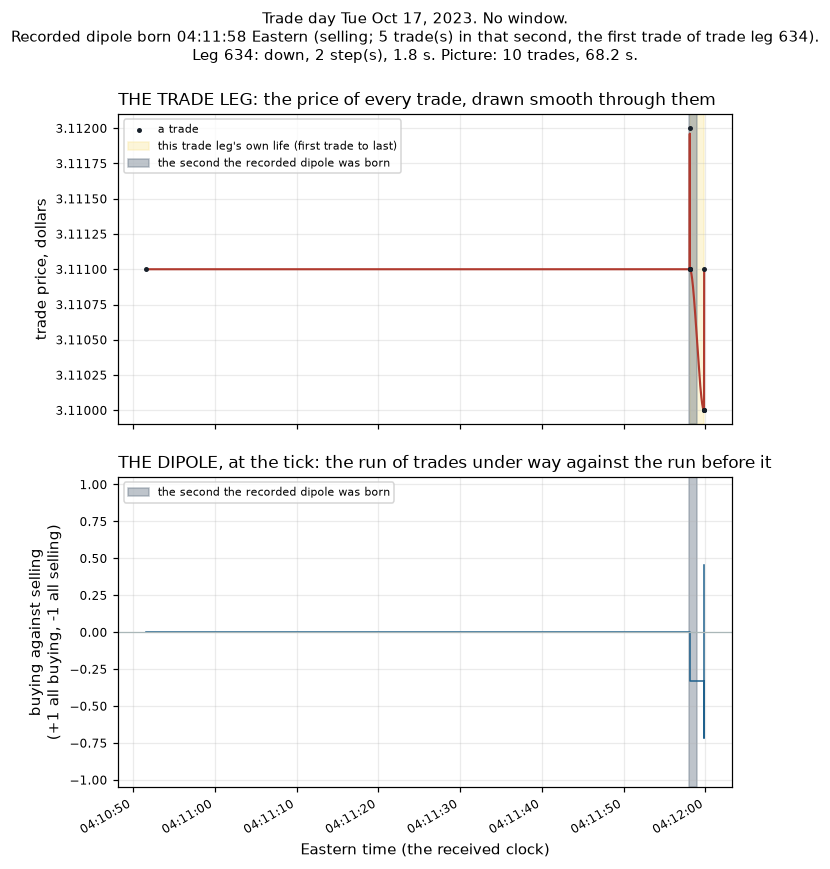 Trade day Tue Oct 17, 2023. No window.
Recorded dipole born 04:11:58 Eastern (selling; 5 trade(s) in that second, the first trade of trade leg 634).
Leg 634: down, 2 step(s), 1.8 s. Picture: 10 trades, 68.2 s.
THE TRADE LEG: the price of every trade, drawn smooth through them
a trade
this trade leg's own life (first trade to last)
the second the recorded dipole was born
trade price, dollars
3.11200
3.11175
3.11150
3.11125
3.11100
3.11075
3.11050
3.11025
3.11000
THE DIPOLE, at the tick: the run of trades under way against the run before it
the second the recorded dipole was born
buying against selling
(+1 all buying, -1 all selling)
1.00
0.75
0.50
0.25
0.00
−0.25
−0.50
−0.75
−1.00
04:10:50
04:11:00
04:11:10
04:11:20
04:11:30
04:11:40
04:11:50
04:12:00
Eastern time (the received clock)